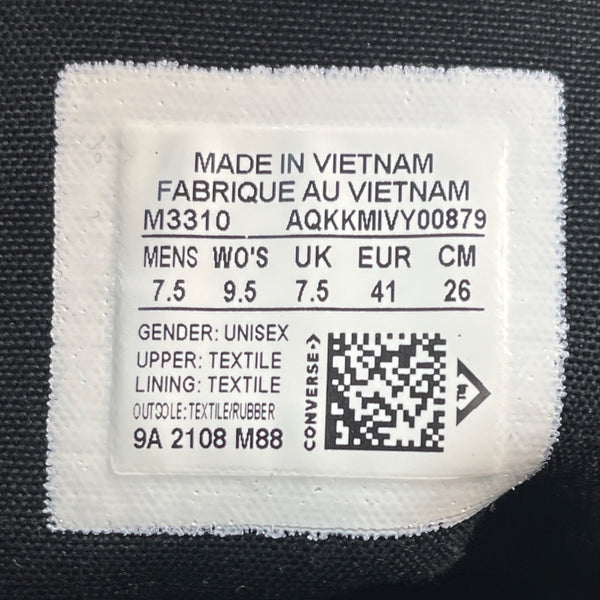 MADE IN VIETNAM
FABRIQUE AU VIETNAM
M3310 AQKKMIVY00879
MENS WO'S UK EUR CM
7.5 9.5 7.5 41 26
GENDER: UNISEX
UPPER: TEXTILE
LINING: TEXTILE
OUTSOLE: TEXTILE/RUBBER
9A 2108 M88
CONVERSE